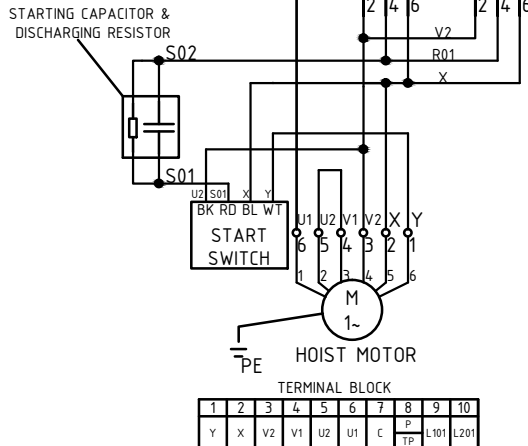 2 4 6 2 4 6
STARTING CAPACITOR &
DISCHARGING RESISTOR
V2
S02
R01
X
S01
U2 S01 X Y
BK RD BL WT
START
SWITCH
U1 U2 V1 V2 X Y
6 5 4 3 2 1
1 2 3 4 5 6
M
1~
PE
HOIST MOTOR
TERMINAL BLOCK
1 2 3 4 5 6 7 8 9 10
Y X V2 V1 U2 U1 C P TP L101 L201